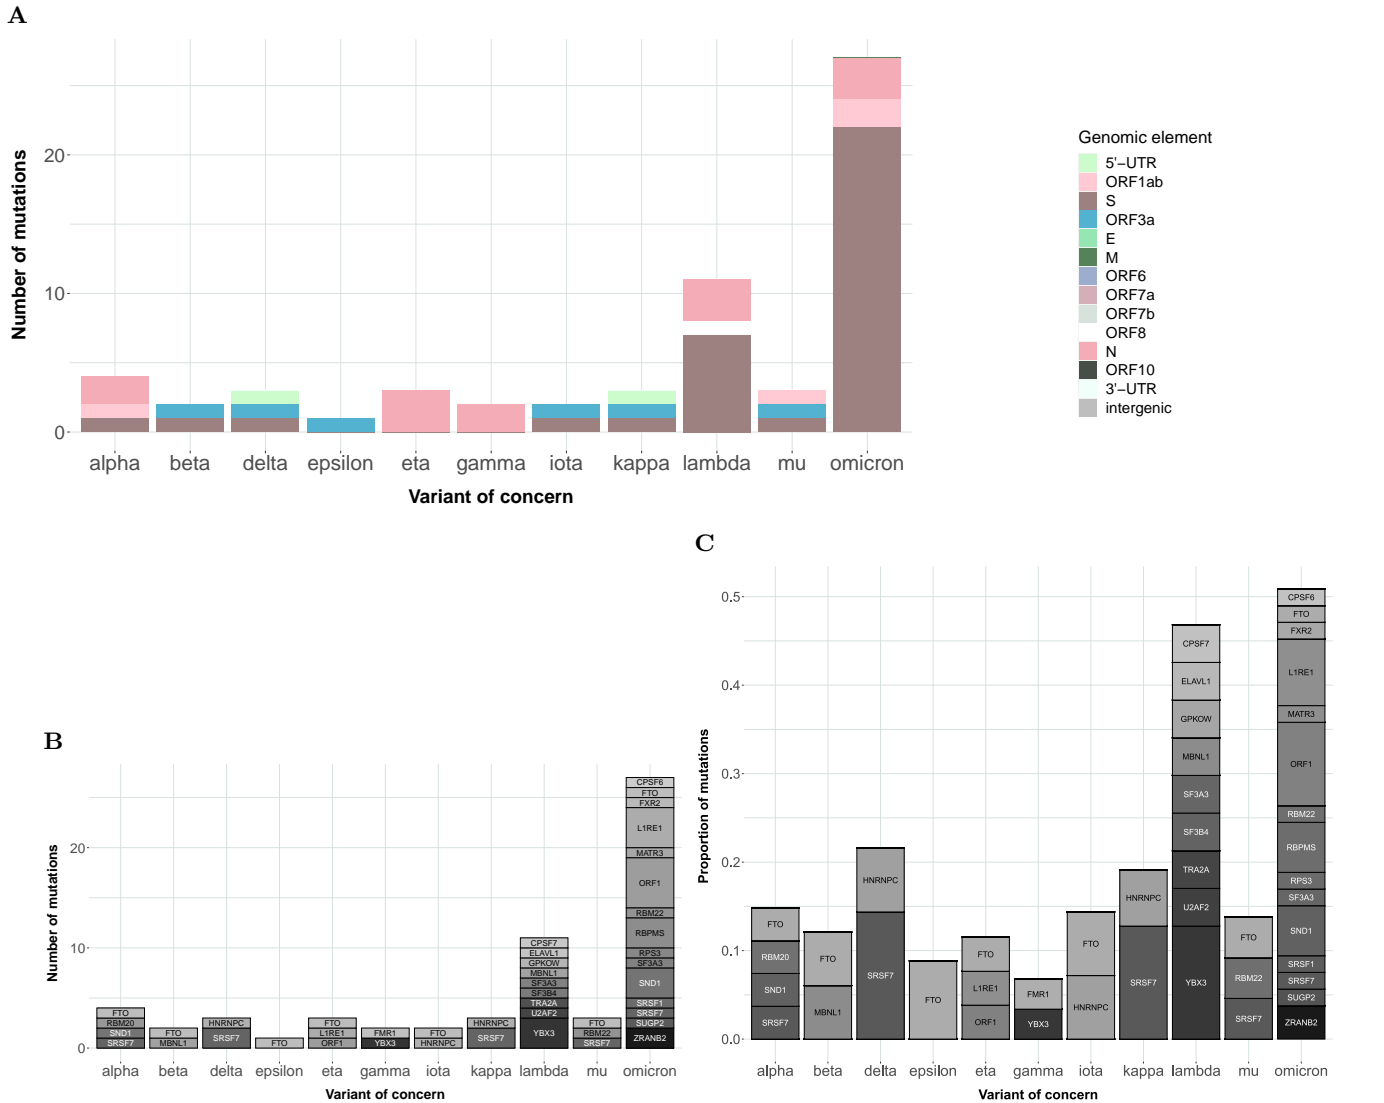 A
Number of mutations
20
10
0
alpha beta delta epsilon eta gamma iota kappa lambda mu omicron
Variant of concern
Genomic element
5'−UTR
ORF1ab
S
ORF3a
E
M
ORF6
ORF7a
ORF7b
ORF8
N
ORF10
3'−UTR
intergenic
B
Number of mutations
20
10
0
FTO
RBM20
SND1
SRSF7
FTO
MBNL1
HNRNPC
SRSF7
FTO
FTO
L1RE1
ORF1
FMR1
YBX3
FTO
HNRNPC
HNRNPC
SRSF7
CPSF7
ELAVL1
GPKOW
MBNL1
SF3A3
SF3B4
TRA2A
U2AF2
YBX3
FTO
RBM22
SRSF7
CPSF6
FTO
FXR2
L1RE1
MATR3
ORF1
RBM22
RBPMS
RPS3
SF3A3
SND1
SRSF1
SRSF7
SUGP2
ZRANB2
alpha beta delta epsilon eta gamma iota kappa lambda mu omicron
Variant of concern
C
Proportion of mutations
0.5
0.4
0.3
0.2
0.1
0.0
FTO
RBM20
SND1
SRSF7
FTO
MBNL1
HNRNPC
SRSF7
FTO
FTO
L1RE1
ORF1
FMR1
YBX3
FTO
HNRNPC
HNRNPC
SRSF7
CPSF7
ELAVL1
GPKOW
MBNL1
SF3A3
SF3B4
TRA2A
U2AF2
YBX3
FTO
RBM22
SRSF7
CPSF6
FTO
FXR2
L1RE1
MATR3
ORF1
RBM22
RBPMS
RPS3
SF3A3
SND1
SRSF1
SRSF7
SUGP2
ZRANB2
alpha beta delta epsilon eta gamma iota kappa lambda mu omicron
Variant of concern